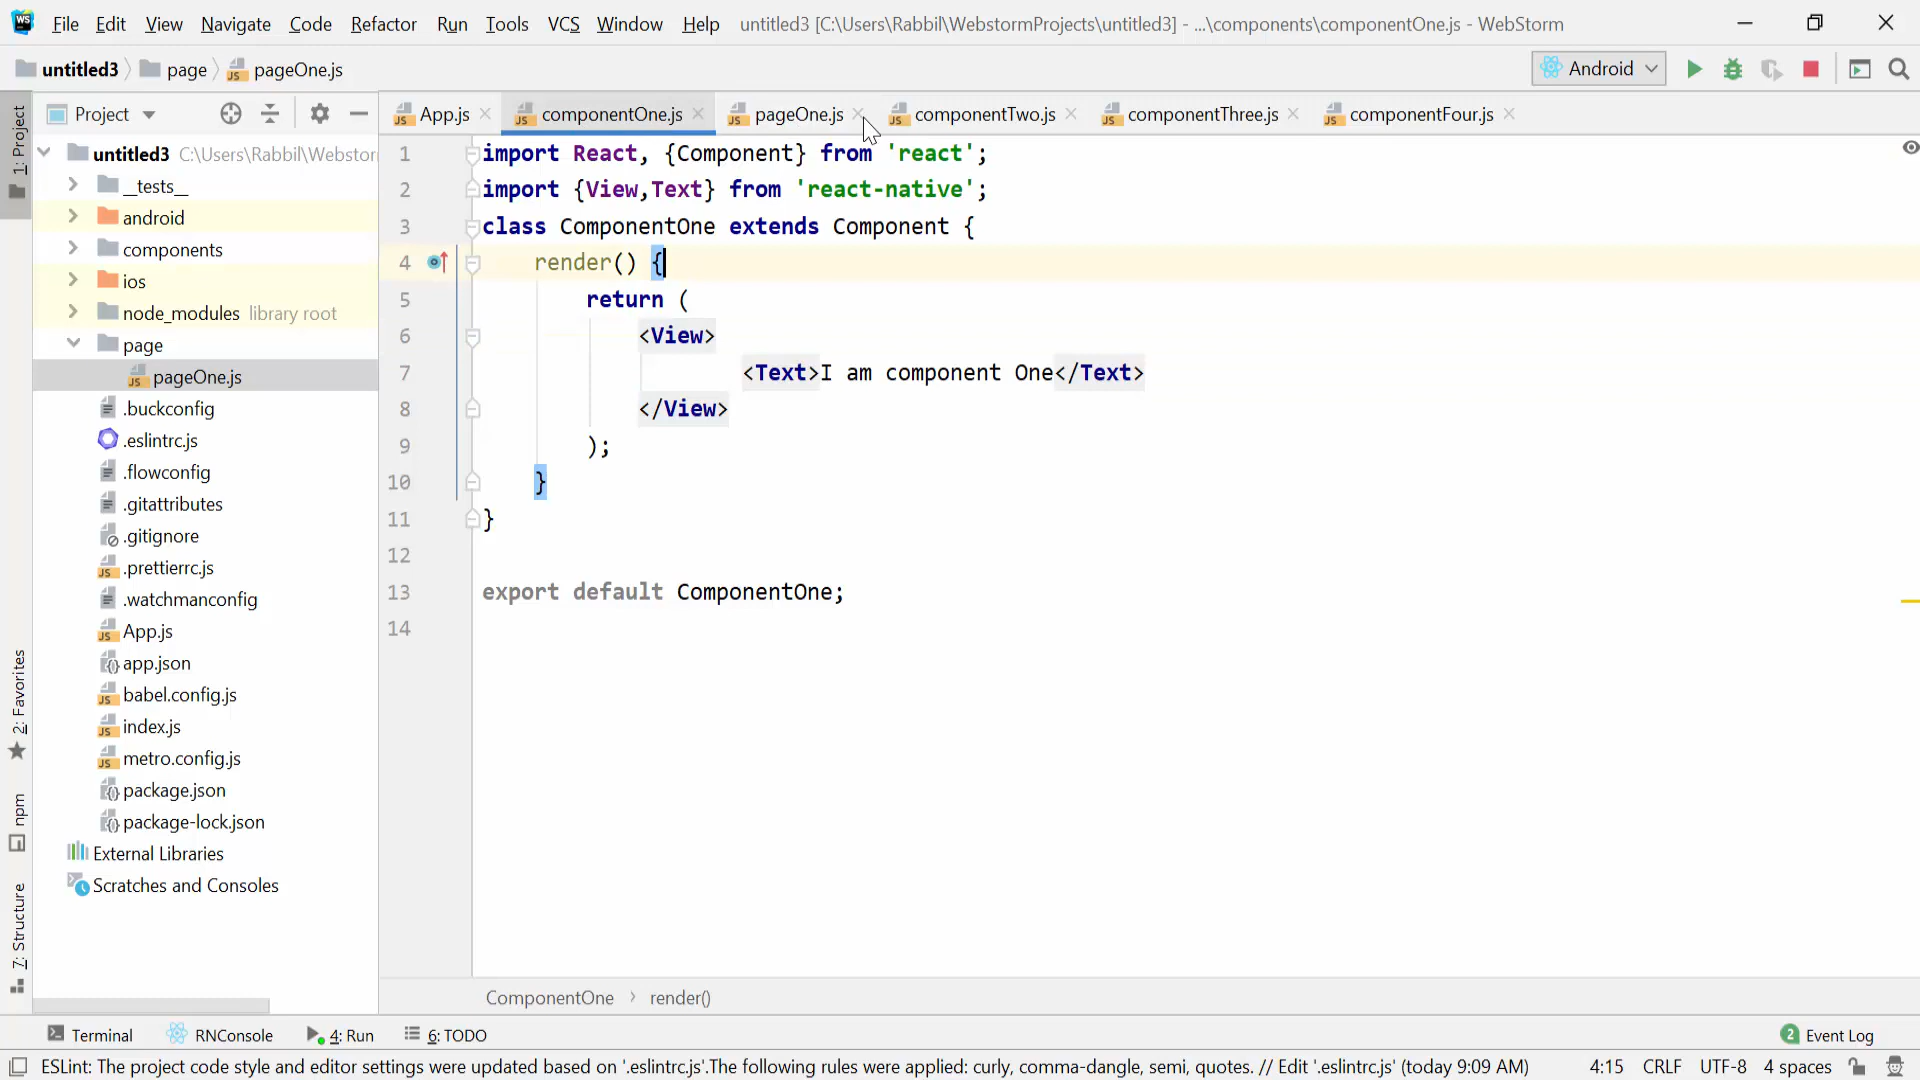 WS File Edit View Navigate Code Refactor Run Tools VCS Window Help untitled3 [C:\Users\Rabbil\WebstormProjects\untitled3] - ...\components\componentOne.js - WebStorm
untitled3 page pageOne.js Android
Project App.js componentOne.js pageOne.js componentTwo.js componentThree.js componentFour.js
1: Project
untitled3 C:\Users\Rabbil\Webstor
__tests__
android
components
ios
node_modules library root
page
pageOne.js
.buckconfig
.eslintrc.js
.flowconfig
.gitattributes
.gitignore
.prettierrc.js
.watchmanconfig
App.js
app.json
babel.config.js
index.js
metro.config.js
package.json
package-lock.json
External Libraries
Scratches and Consoles
2: Favorites
npm
7: Structure
1 import React, {Component} from 'react';
2 import {View,Text} from 'react-native';
3 class ComponentOne extends Component {
4 render() {
5 return (
6 <View>
7 <Text>I am component One</Text>
8 </View>
9 );
10 }
11 }
12
13 export default ComponentOne;
14
ComponentOne render()
Terminal RNConsole 4: Run 6: TODO 2 Event Log
ESLint: The project code style and editor settings were updated based on '.eslintrc.js'.The following rules were applied: curly, comma-dangle, semi, quotes. // Edit '.eslintrc.js' (today 9:09 AM) 4:15 CRLF UTF-8 4 spaces